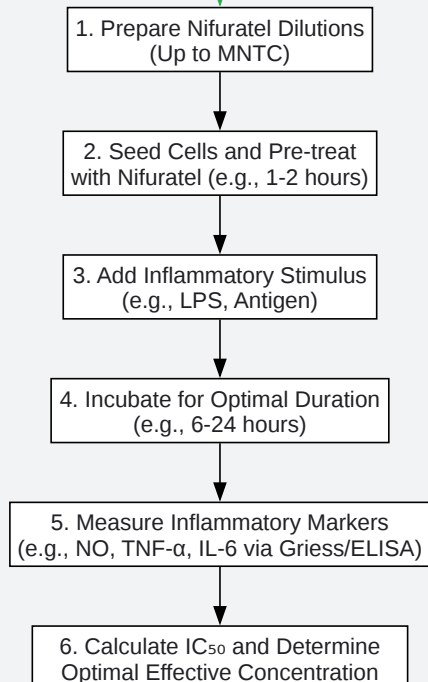 1. Prepare Nifuratel Dilutions
(Up to MNTC)
2. Seed Cells and Pre-treat
with Nifuratel (e.g., 1-2 hours)
3. Add Inflammatory Stimulus
(e.g., LPS, Antigen)
4. Incubate for Optimal Duration
(e.g., 6-24 hours)
5. Measure Inflammatory Markers
(e.g., NO, TNF-α, IL-6 via Griess/ELISA)
6. Calculate IC₅₀ and Determine
Optimal Effective Concentration